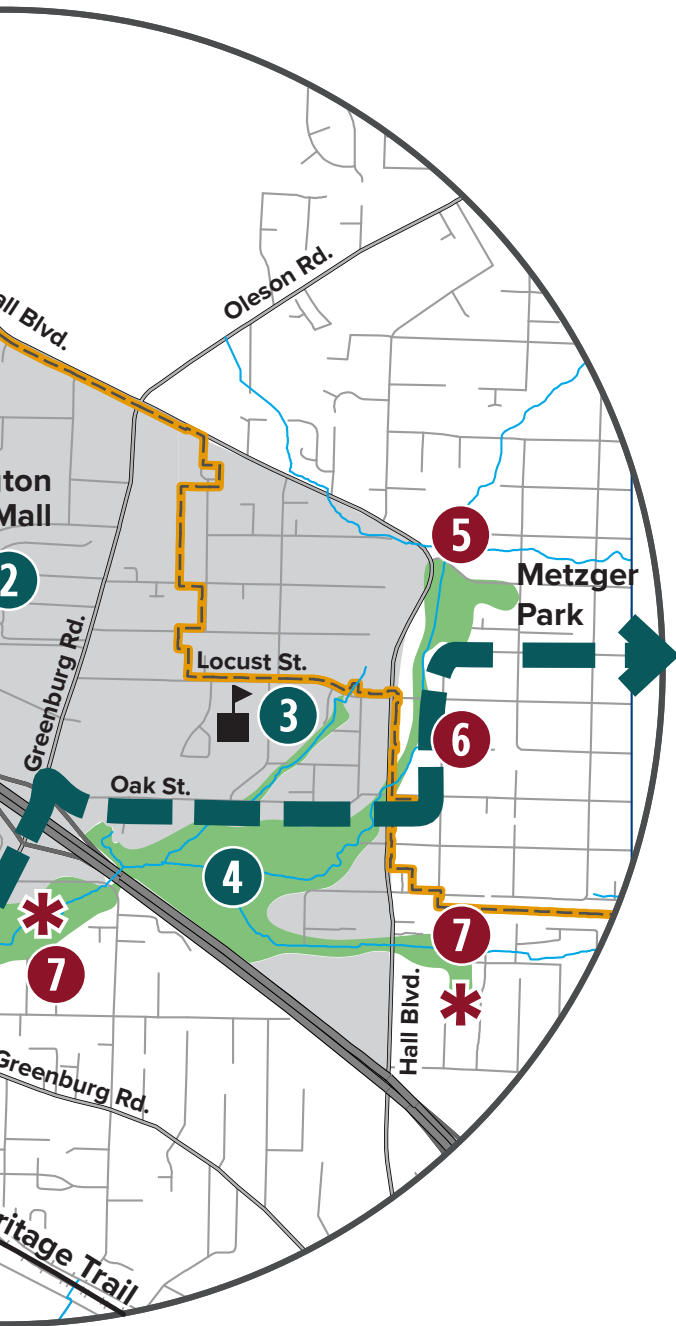 Oleson Rd.
all Blvd.
gton
Mall
2
5
Metzger
Park
Greenburg Rd.
Locust St.
3
6
Oak St.
4
7
7
Hall Blvd.
Greenburg Rd.
ritage Trail